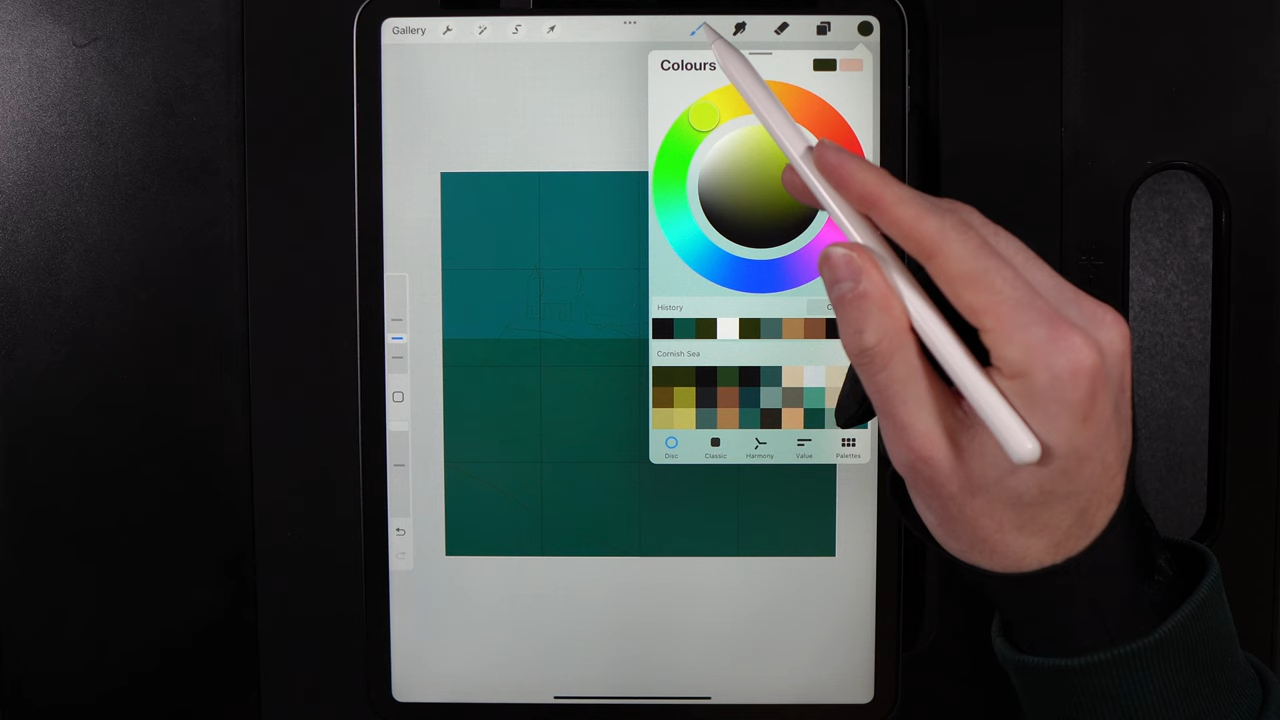 Gallery
Colours
History
Cornish Sea
Disc Classic Harmony Value Palettes